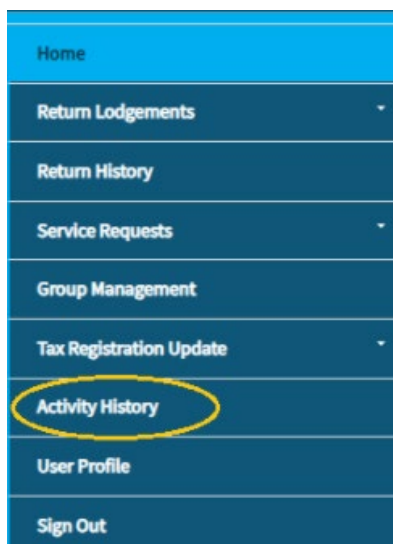 Home
Return Lodgements
Return History
Service Requests
Group Management
Tax Registration Update
Activity History
User Profile
Sign Out